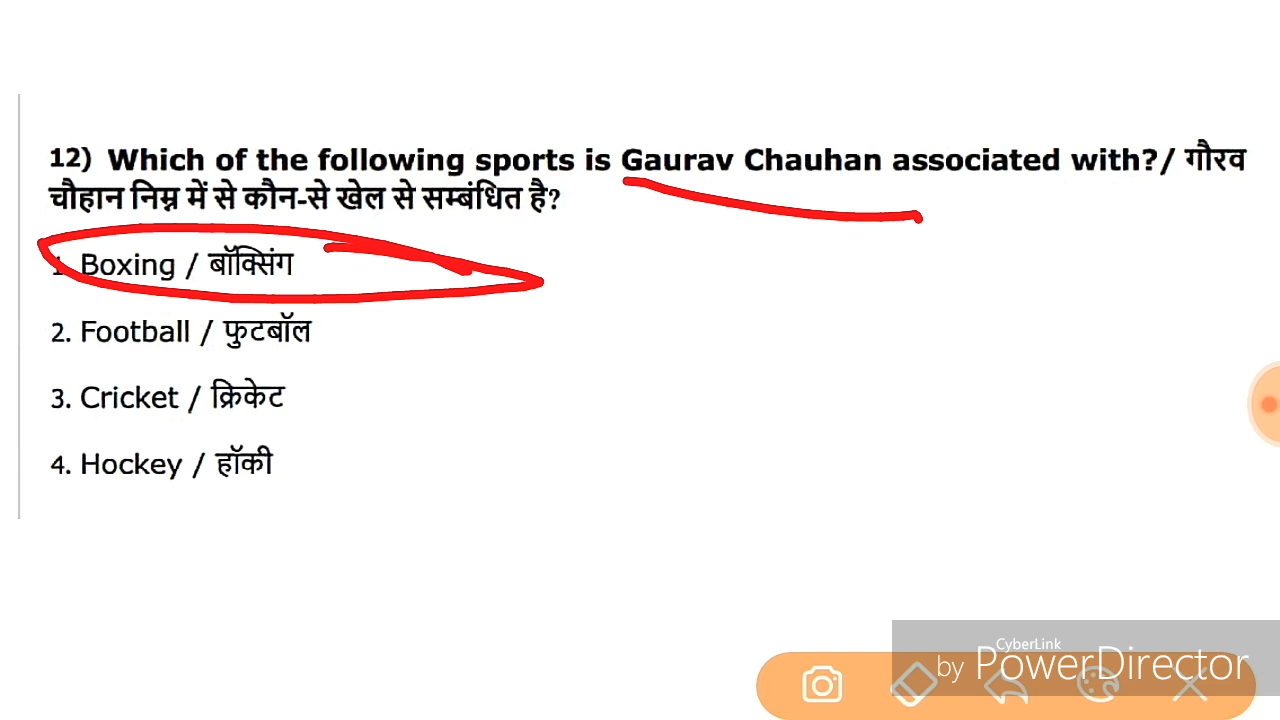 12) Which of the following sports is Gaurav Chauhan associated with?/ गौरव
चौहान निम्न में से कौन-से खेल से सम्बंधित है?
1. Boxing / बॉक्सिंग
2. Football / फुटबॉल
3. Cricket / क्रिकेट
4. Hockey / हॉकी
CyberLink
by PowerDirector